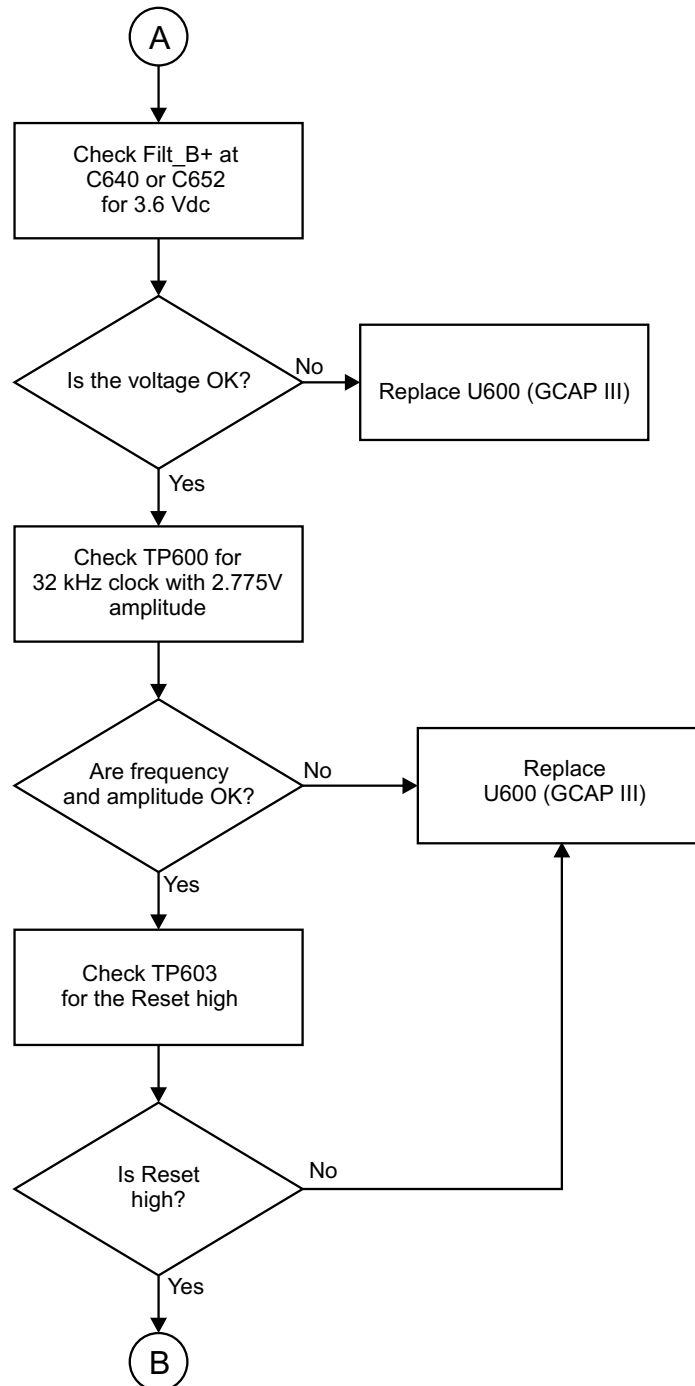 A
Check Filt_B+ at
C640 or C652
for 3.6 Vdc
Is the voltage OK?
No
Replace U600 (GCAP III)
Yes
Check TP600 for
32 kHz clock with 2.775V
amplitude
Are frequency
and amplitude OK?
No
Replace
U600 (GCAP III)
Yes
Check TP603
for the Reset high
Is Reset
high?
No
Yes
B